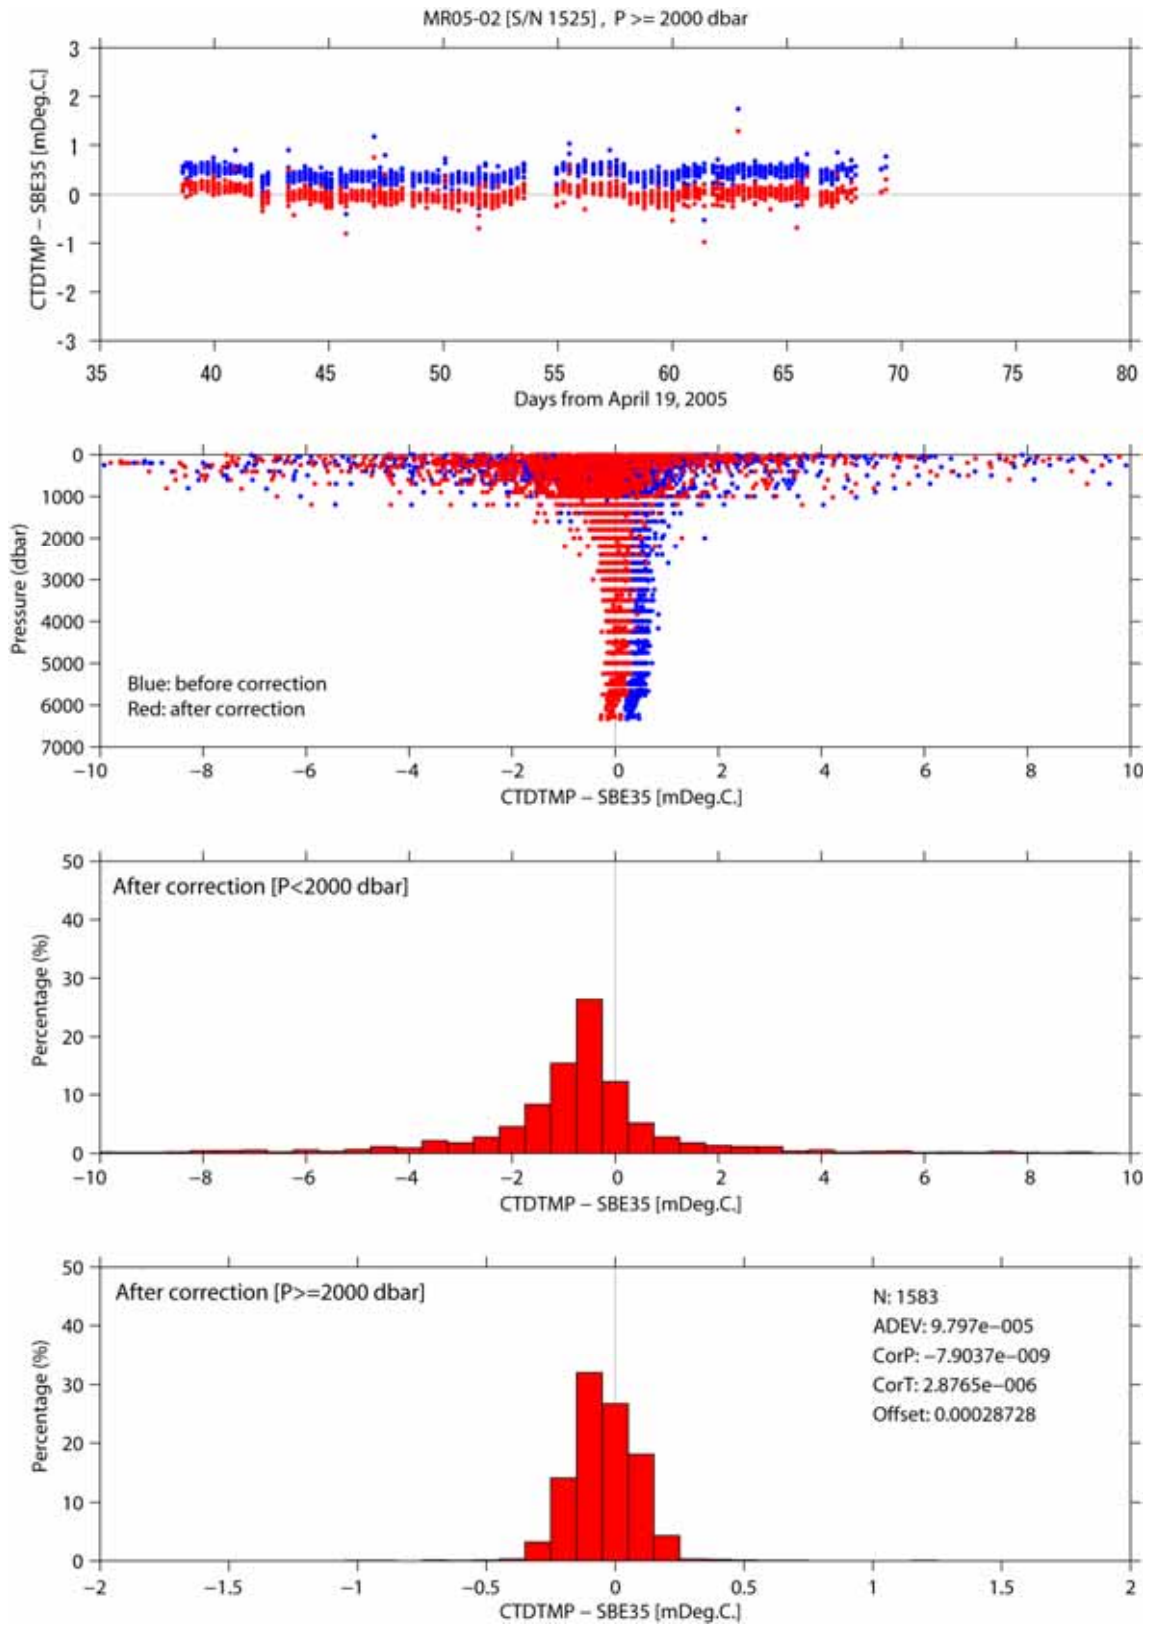 MR05-02 [S/N 1525] , P >= 2000 dbar
CTDTMP – SBE35 [mDeg.C.]
3
2
1
0
-1
-2
-3
35 40 45 50 55 60 65 70 75 80
Days from April 19, 2005
Pressure (dbar)
0
1000
2000
3000
4000
5000
6000
7000
Blue: before correction
Red: after correction
−10 −8 −6 −4 −2 0 2 4 6 8 10
CTDTMP – SBE35 [mDeg.C.]
After correction [P<2000 dbar]
Percentage (%)
50
40
30
20
10
0
−10 −8 −6 −4 −2 0 2 4 6 8 10
CTDTMP – SBE35 [mDeg.C.]
After correction [P>=2000 dbar]
Percentage (%)
50
40
30
20
10
0
N: 1583
ADEV: 9.797e−005
CorP: −7.9037e−009
CorT: 2.8765e−006
Offset: 0.00028728
−2 −1.5 −1 −0.5 0 0.5 1 1.5 2
CTDTMP – SBE35 [mDeg.C.]